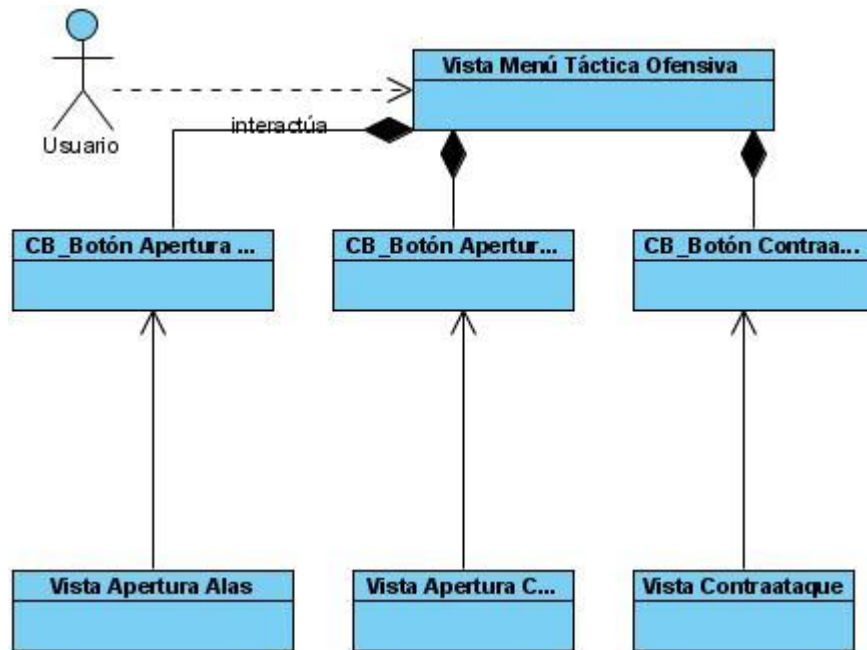 Vista Menú Táctica Ofensiva
interactúa
Usuario
CB_Botón Apertura ...
CB_Botón Apertur...
CB_Botón Contraa...
Vista Apertura Alas
Vista Apertura C...
Vista Contraataque